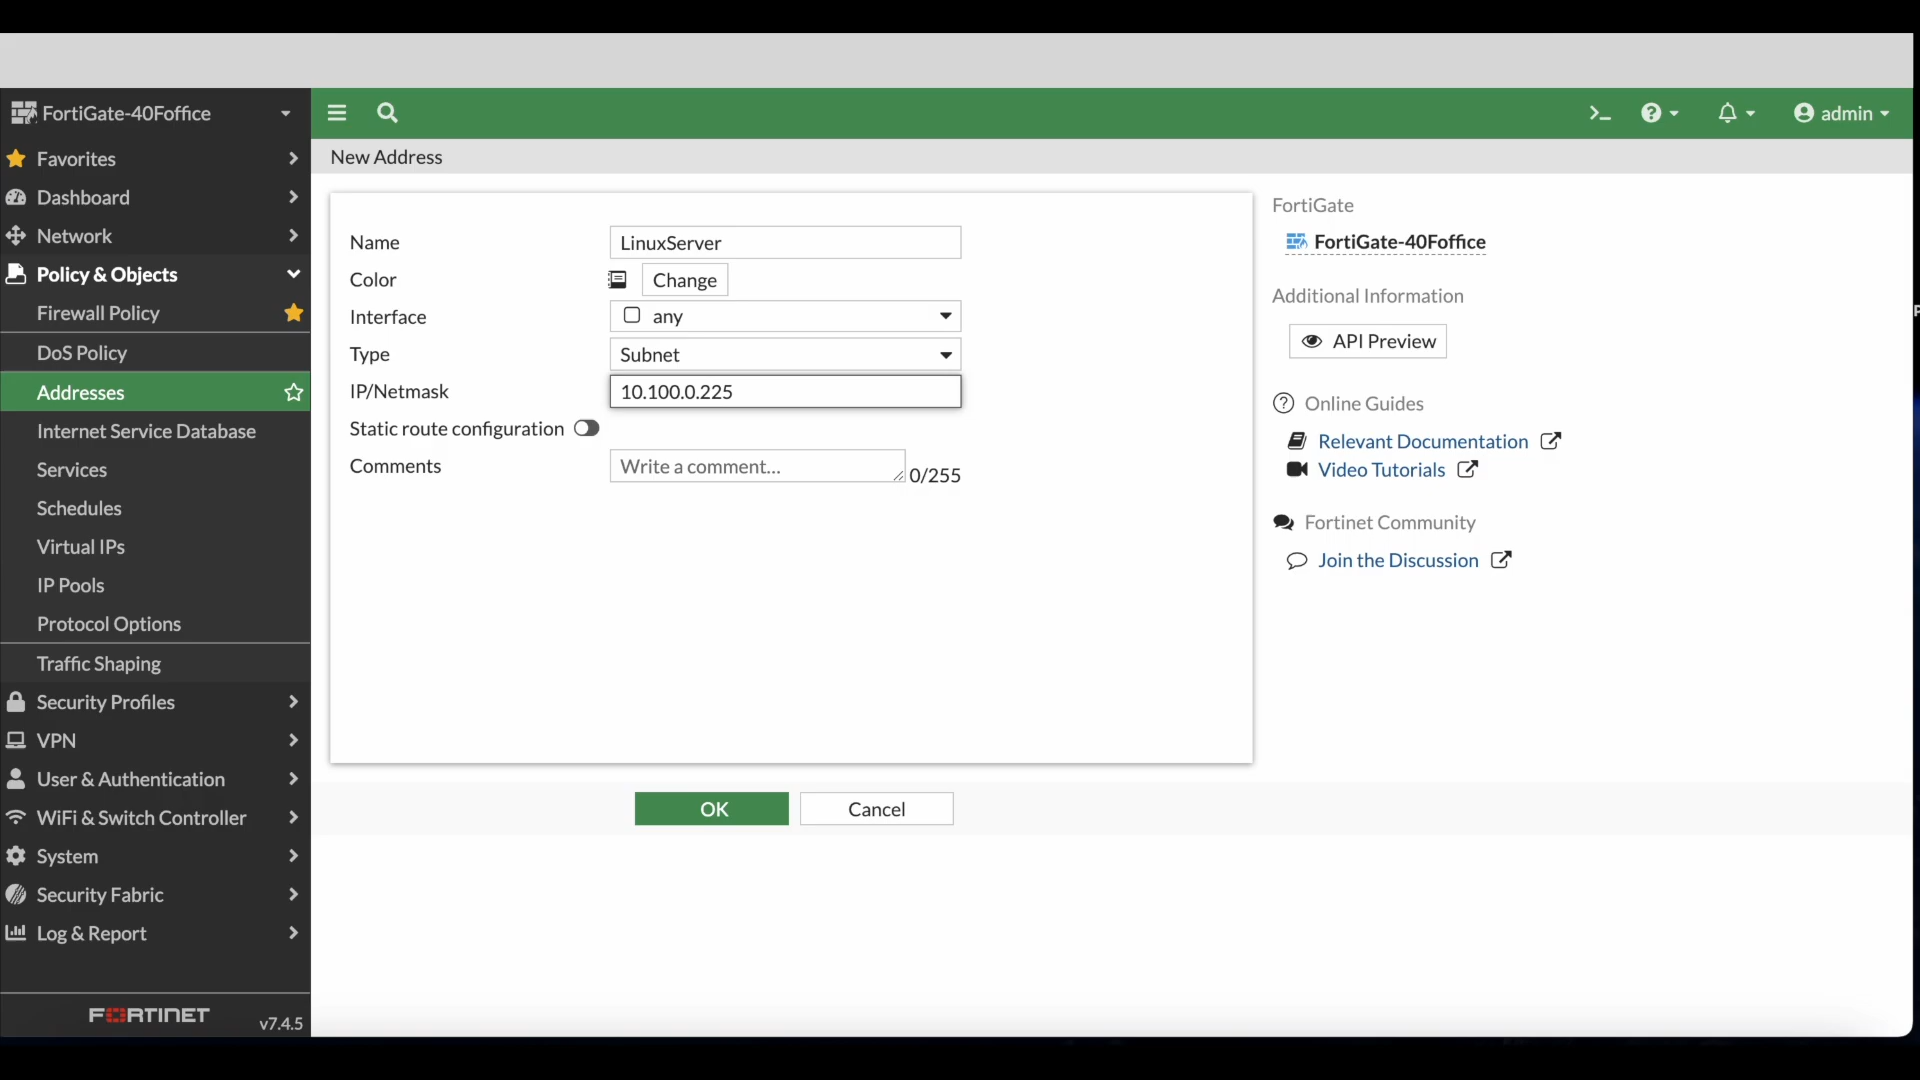 FortiGate-40Foffice
admin
Favorites
Dashboard
Network
Policy & Objects
Firewall Policy
DoS Policy
Addresses
Internet Service Database
Services
Schedules
Virtual IPs
IP Pools
Protocol Options
Traffic Shaping
Security Profiles
VPN
User & Authentication
WiFi & Switch Controller
System
Security Fabric
Log & Report
FORTINET
v7.4.5
New Address
Name LinuxServer
Color Change
Interface any
Type Subnet
IP/Netmask 10.100.0.225
Static route configuration
Comments Write a comment... 0/255
OK Cancel
FortiGate
FortiGate-40Foffice
Additional Information
API Preview
Online Guides
Relevant Documentation
Video Tutorials
Fortinet Community
Join the Discussion